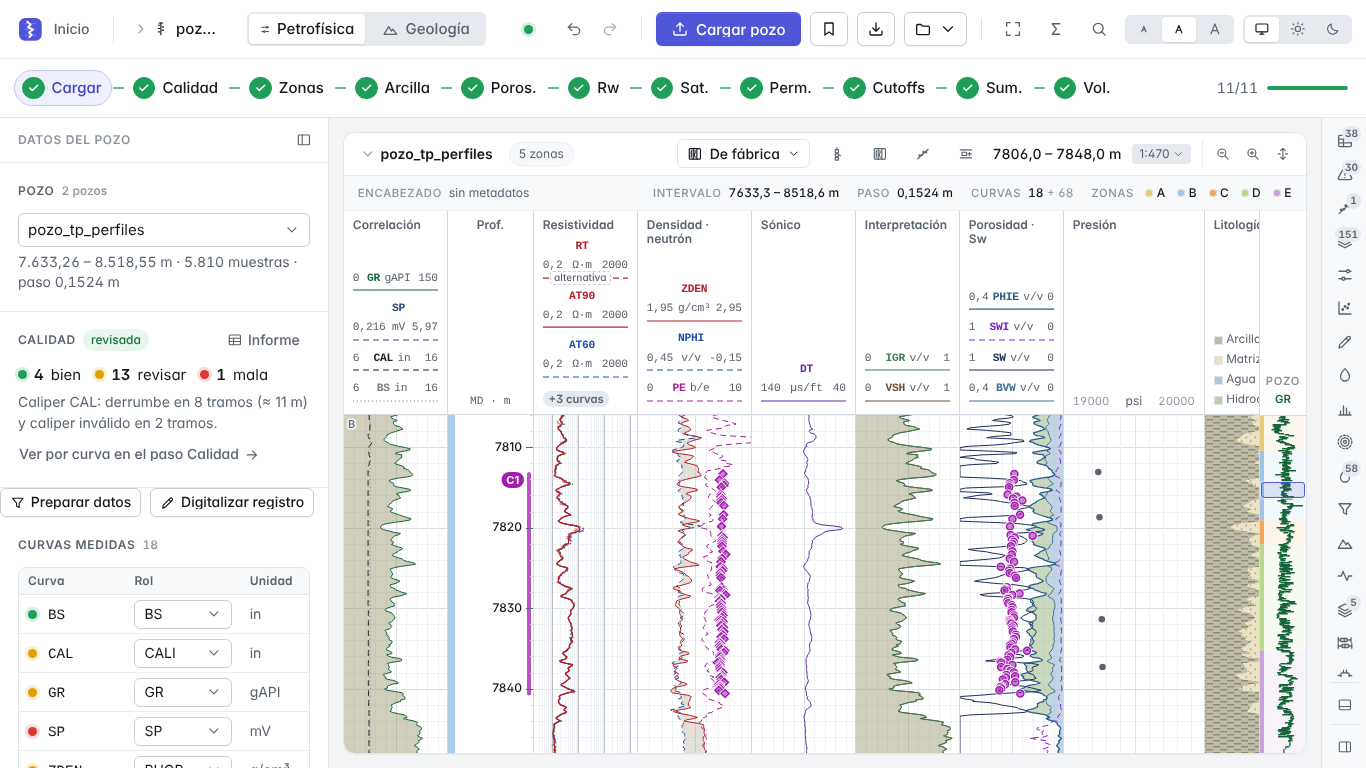 Inicio
poz...
Petrofísica
Geología
Cargar pozo
Σ
A A A
Cargar
Calidad
Zonas
Arcilla
Poros.
Rw
Sat.
Perm.
Cutoffs
Sum.
Vol.
11/11
DATOS DEL POZO
POZO 2 pozos
pozo_tp_perfiles
7.633,26 – 8.518,55 m · 5.810 muestras ·
paso 0,1524 m
CALIDAD revisada Informe
4 bien 13 revisar 1 mala
Caliper CAL: derrumbe en 8 tramos (≈ 11 m)
y caliper inválido en 2 tramos.
Ver por curva en el paso Calidad →
Preparar datos
Digitalizar registro
CURVAS MEDIDAS 18
Curva Rol Unidad
BS BS in
CAL CALI in
GR GR gAPI
SP SP mV
pozo_tp_perfiles 5 zonas
De fábrica
7806,0 – 7848,0 m 1:470
ENCABEZADO sin metadatos
INTERVALO 7633,3 – 8518,6 m
PASO 0,1524 m
CURVAS 18 + 68
ZONAS A B C D E
Correlación
0 GR gAPI 150
SP
0,216 mV 5,97
6 CAL in 16
6 BS in 16
Prof.
MD · m
Resistividad
RT
0,2 Ω·m 2000
alternativa
AT90
0,2 Ω·m 2000
AT60
0,2 Ω·m 2000
+3 curvas
Densidad ·
neutrón
ZDEN
1,95 g/cm³ 2,95
NPHI
0,45 v/v -0,15
0 PE b/e 10
Sónico
DT
140 µs/ft 40
Interpretación
0 IGR v/v 1
0 VSH v/v 1
Porosidad ·
Sw
0,4 PHIE v/v 0
1 SWI v/v 0
1 SW v/v 0
0,4 BVW v/v 0
Presión
19000 psi 20000
Litología
Arcilla
Matriz
Agua
Hidroc
POZO
GR
B
7810
C1
7820
7830
7840
38
30
1
151
58
5